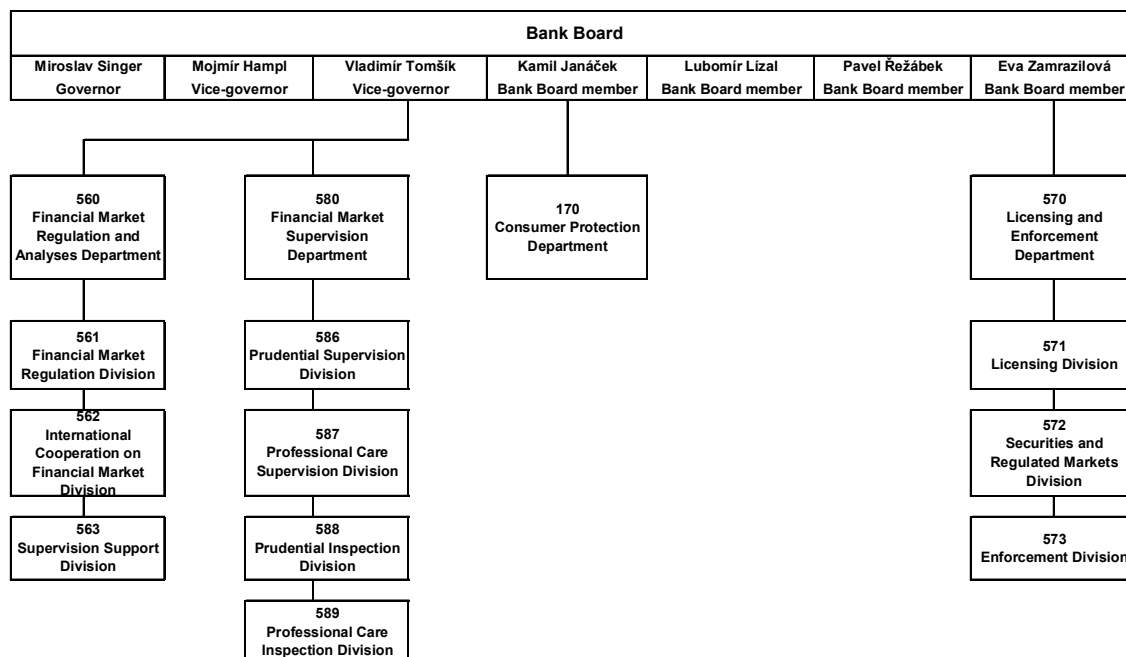 Bank Board
Miroslav Singer
Governor
Mojmír Hampl
Vice-governor
Vladimír Tomšík
Vice-governor
Kamil Janáček
Bank Board member
Lubomír Lízal
Bank Board member
Pavel Řežábek
Bank Board member
Eva Zamrazilová
Bank Board member
560
Financial Market
Regulation and
Analyses Department
580
Financial Market
Supervision
Department
170
Consumer Protection
Department
570
Licensing and
Enforcement
Department
561
Financial Market
Regulation Division
586
Prudential Supervision
Division
571
Licensing Division
562
International
Cooperation on
Financial Market
Division
587
Professional Care
Supervision Division
572
Securities and
Regulated Markets
Division
563
Supervision Support
Division
588
Prudential Inspection
Division
573
Enforcement Division
589
Professional Care
Inspection Division